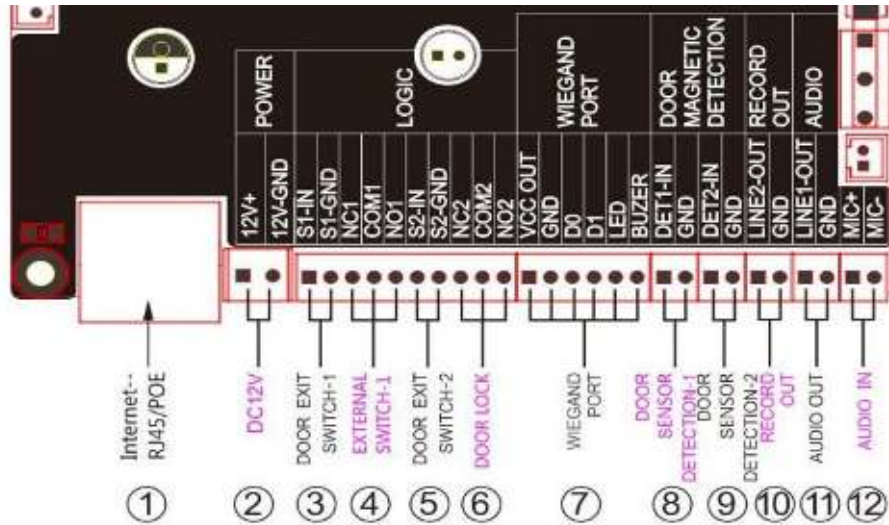 POWER
LOGIC
WIEGAND
PORT
DOOR
MAGNETIC
DETECTION
RECORD
OUT
AUDIO
12V+
12V-GND
S1-IN
S1-GND
NC1
COM1
NO1
S2-IN
S2-GND
NC2
COM2
NO2
VCC OUT
GND
D0
D1
LED
BUZER
DET1-IN
GND
DET2-IN
GND
LINE2-OUT
GND
LINE1-OUT
GND
MIC+
MIC-
Internet--
RJ45/POE
DC12V
DOOR EXIT
SWITCH-1
EXTERNAL
SWITCH-1
DOOR EXIT
SWITCH-2
DOOR LOCK
WIEGAND
PORT
DOOR
SENSOR
DETECTION-1
DOOR
SENSOR
DETECTION-2
RECORD
OUT
AUDIO OUT
AUDIO IN
① ② ③ ④ ⑤ ⑥ ⑦ ⑧ ⑨ ⑩ ⑪ ⑫